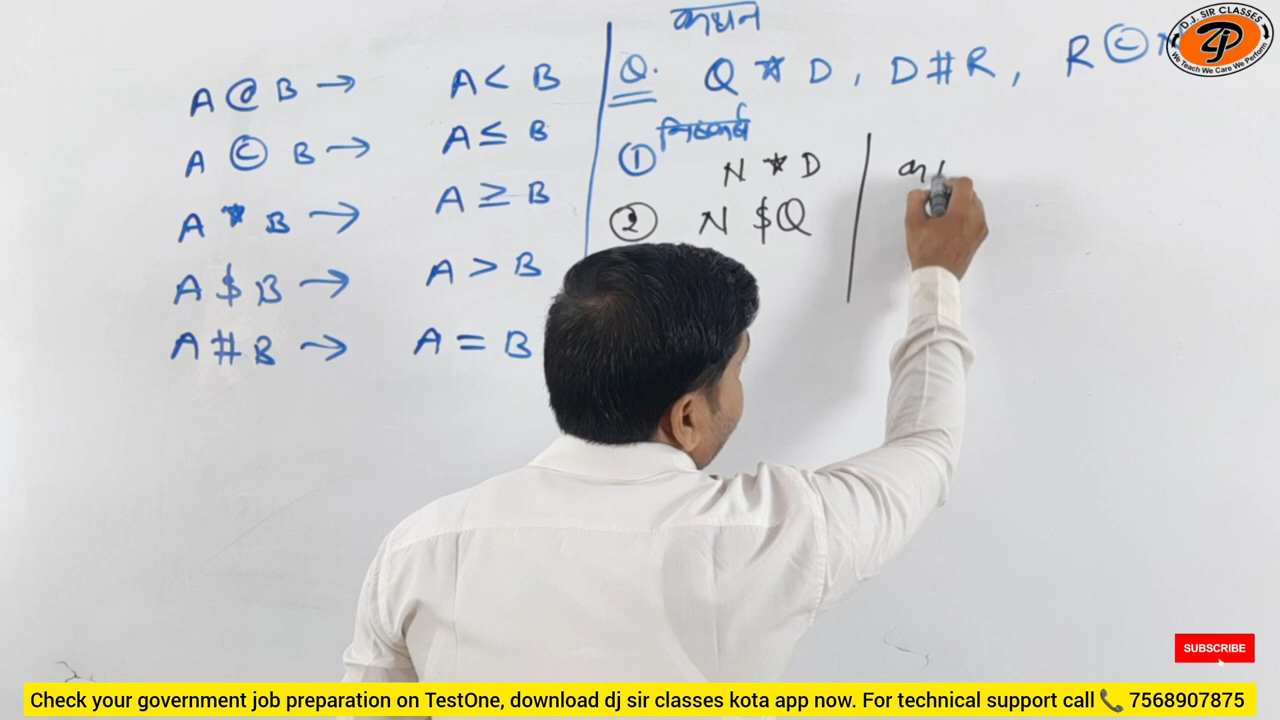 A @ B → A < B
A © B → A ≤ B
A * B → A ≥ B
A $ B → A > B
A # B → A = B
कथन
Q. Q * D , D # R , R ©
निष्कर्ष
① N * D
② N $ Q
D.J. SIR CLASSES
We Teach We Care We Perform
SUBSCRIBE
Check your government job preparation on TestOne, download dj sir classes kota app now. For technical support call 📞 7568907875